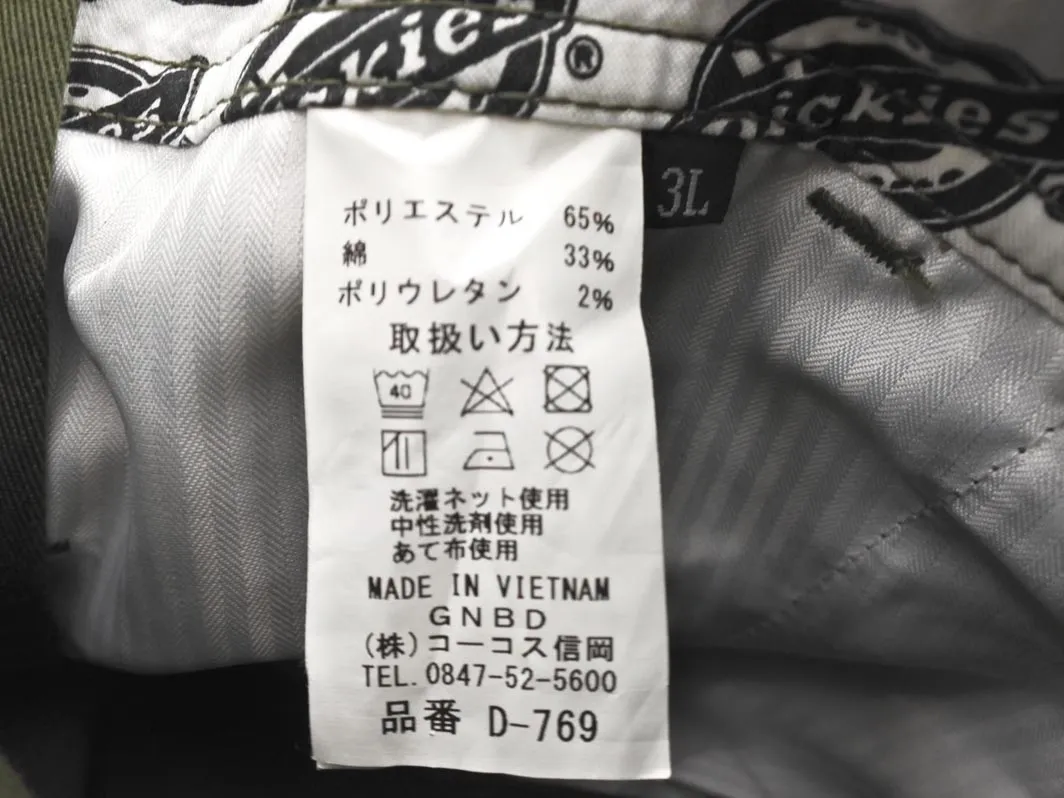 Dickies
®
Dickies
3L
ポリエステル 65%
綿 33%
ポリウレタン 2%
取扱い方法
40
洗濯ネット使用
中性洗剤使用
あて布使用
MADE IN VIETNAM
GNBD
(株)コーコス信岡
TEL. 0847-52-5600
品番 D-769